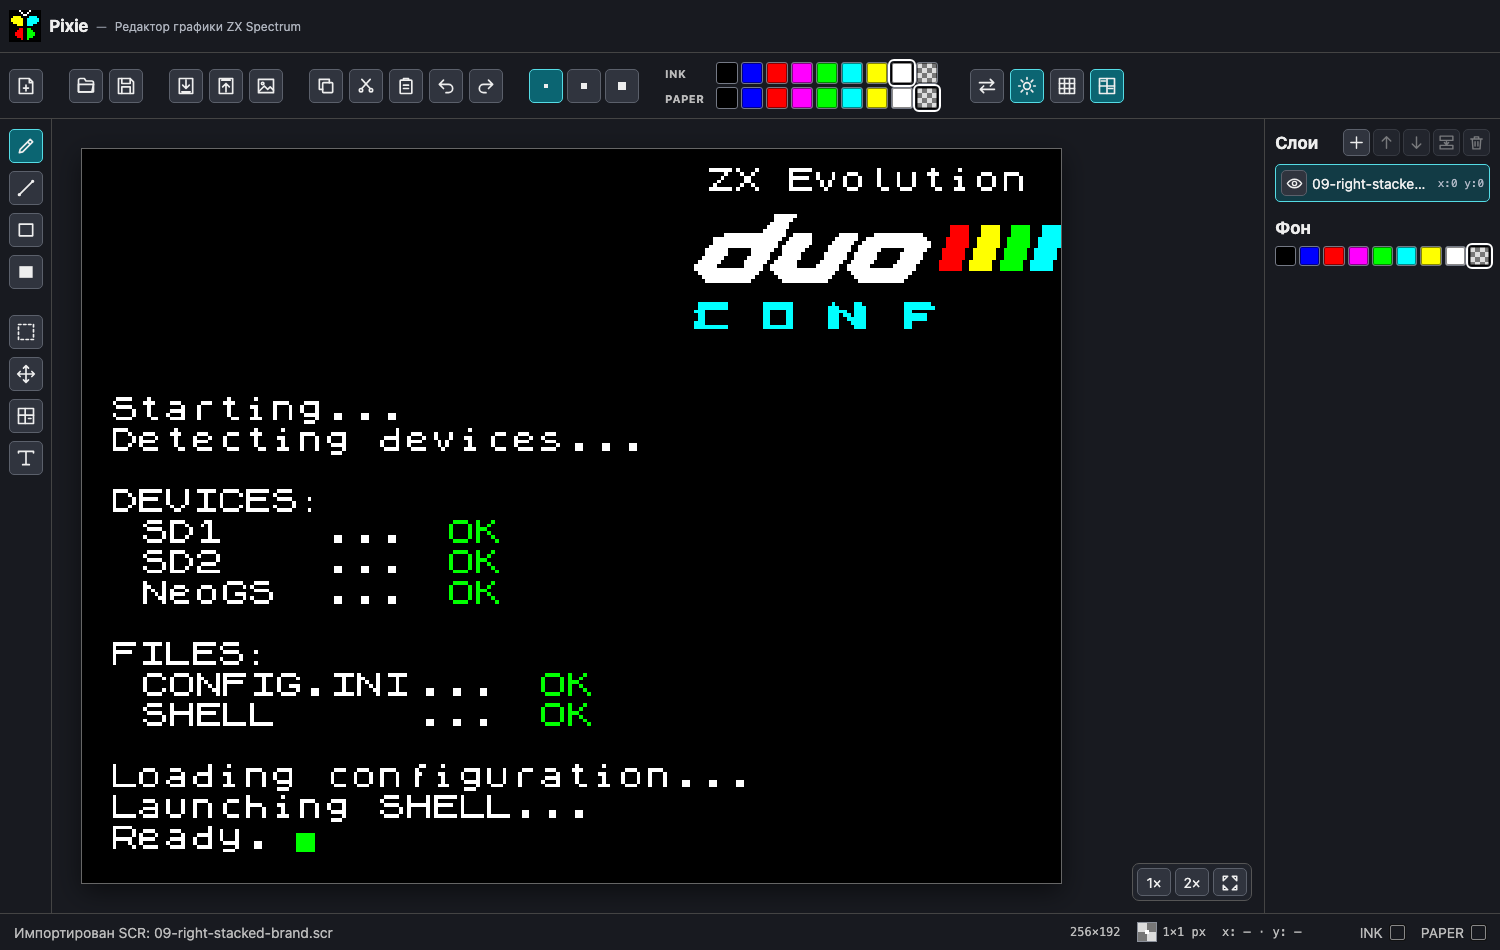 Pixie — Редактор графики ZX Spectrum
INK
PAPER
Слои
09-right-stacke... x:0 y:0
Фон
ZX Evolution
duo
CONF
Starting...
Detecting devices...
DEVICES:
SD1 ... OK
SD2 ... OK
NeoGS ... OK
FILES:
CONFIG.INI... OK
SHELL ... OK
Loading configuration...
Launching SHELL...
Ready.
1× 2×
Импортирован SCR: 09-right-stacked-brand.scr
256×192 1×1 px x: — · y: — INK PAPER